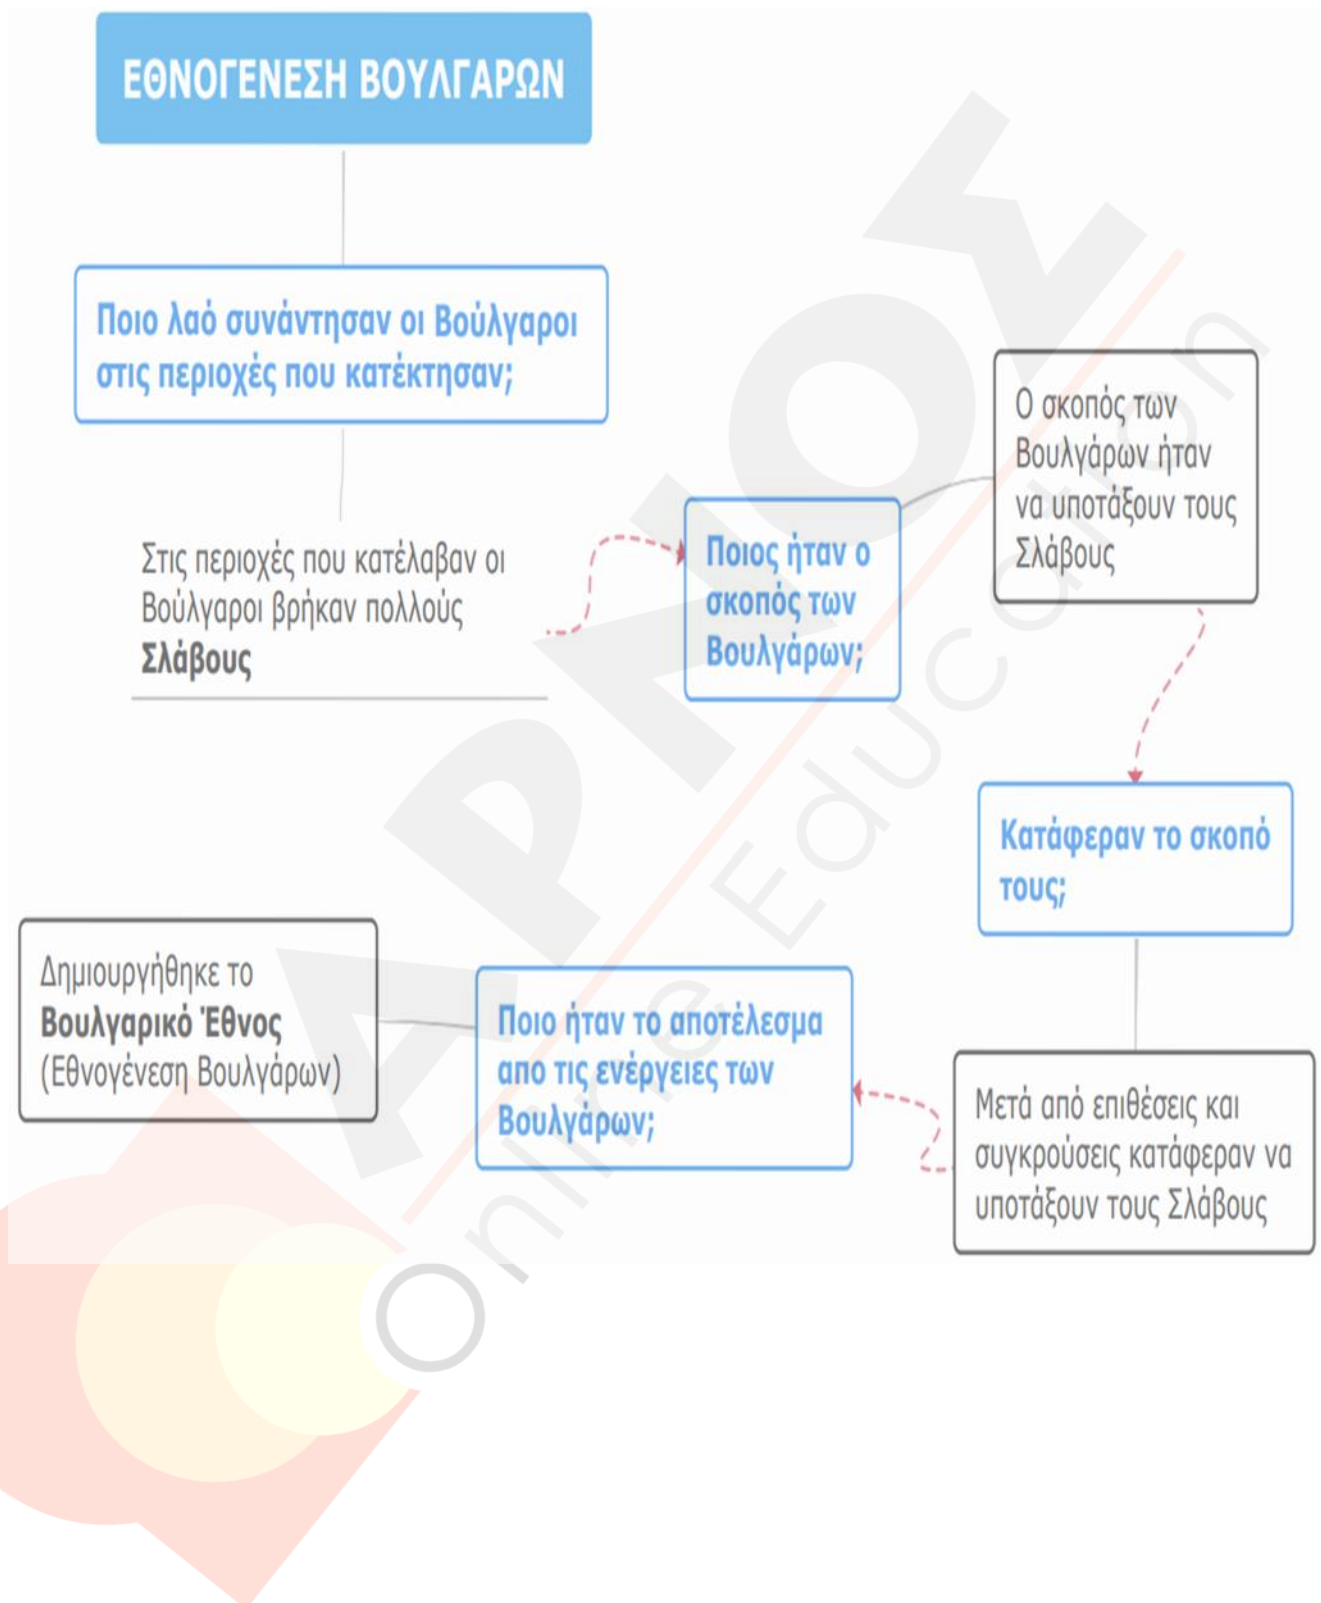 ΕΘΝΟΓΕΝΕΣΗ ΒΟΥΛΓΑΡΩΝ
Ποιο λαό συνάντησαν οι Βούλγαροι
στις περιοχές που κατέκτησαν;
Στις περιοχές που κατέλαβαν οι
Βούλγαροι βρήκαν πολλούς
Σλάβους
Ποιος ήταν ο
σκοπός των
Βουλγάρων;
Ο σκοπός των
Βουλγάρων ήταν
να υποτάξουν τους
Σλάβους
Κατάφεραν το σκοπό
τους;
Μετά από επιθέσεις και
συγκρούσεις κατάφεραν να
υποτάξουν τους Σλάβους
Ποιο ήταν το αποτέλεσμα
απο τις ενέργειες των
Βουλγάρων;
Δημιουργήθηκε το
Βουλγαρικό Έθνος
(Εθνογένεση Βουλγάρων)
ΑΡΝΟΣ
Online Education